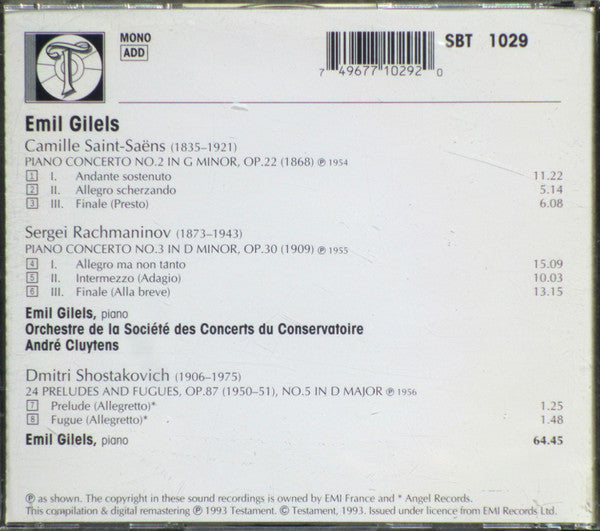 MONO
ADD
SBT 1029
7 49677 10292 0
Emil Gilels
Camille Saint-Saëns (1835–1921)
PIANO CONCERTO NO.2 IN G MINOR, OP.22 (1868) ℗ 1954
1 I. Andante sostenuto 11.22
2 II. Allegro scherzando 5.14
3 III. Finale (Presto) 6.08
Sergei Rachmaninov (1873–1943)
PIANO CONCERTO NO.3 IN D MINOR, OP.30 (1909) ℗ 1955
4 I. Allegro ma non tanto 15.09
5 II. Intermezzo (Adagio) 10.03
6 III. Finale (Alla breve) 13.15
Emil Gilels, piano
Orchestre de la Société des Concerts du Conservatoire
André Cluytens
Dmitri Shostakovich (1906–1975)
24 PRELUDES AND FUGUES, OP.87 (1950–51), NO.5 IN D MAJOR ℗ 1956
7 Prelude (Allegretto)* 1.25
8 Fugue (Allegretto)* 1.48
Emil Gilels, piano 64.45
℗ as shown. The copyright in these sound recordings is owned by EMI France and * Angel Records.
This compilation & digital remastering ℗ 1993 Testament. © Testament, 1993. Issued under licence from EMI Records Ltd.